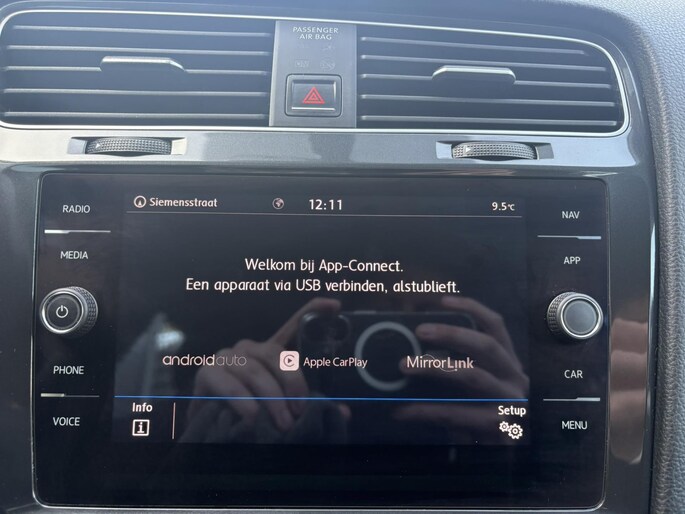 PASSENGER
AIR BAG
Siemensstraat 12:11 9.5°C
RADIO
NAV
MEDIA
APP
Welkom bij App-Connect.
Een apparaat via USB verbinden, alstublieft.
androidauto Apple CarPlay MirrorLink
PHONE
CAR
Info
Setup
VOICE
MENU